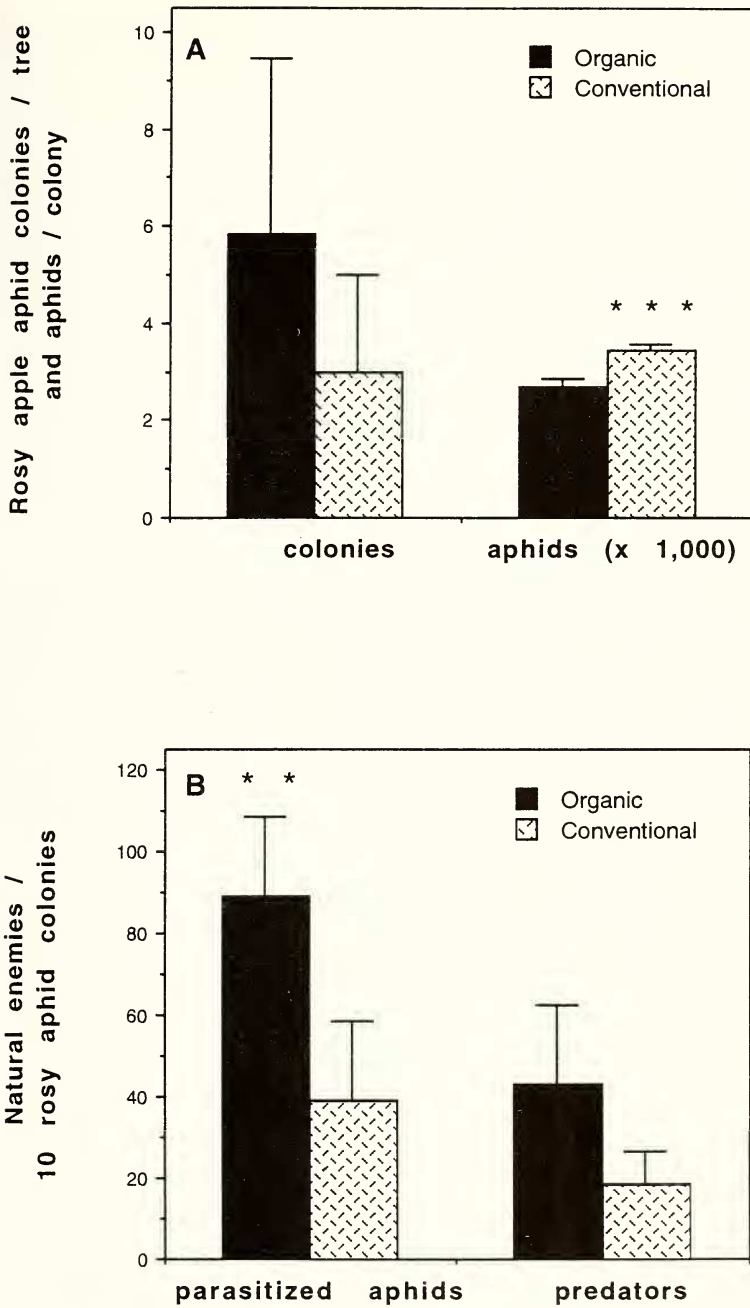 Rosy apple aphid colonies / tree
and aphids / colony
A
10
8
6
4
2
0
Organic
Conventional
* * *
colonies
aphids (x 1,000)
Natural enemies /
10 rosy aphid colonies
B
* *
120
100
80
60
40
20
0
Organic
Conventional
parasitized aphids
predators